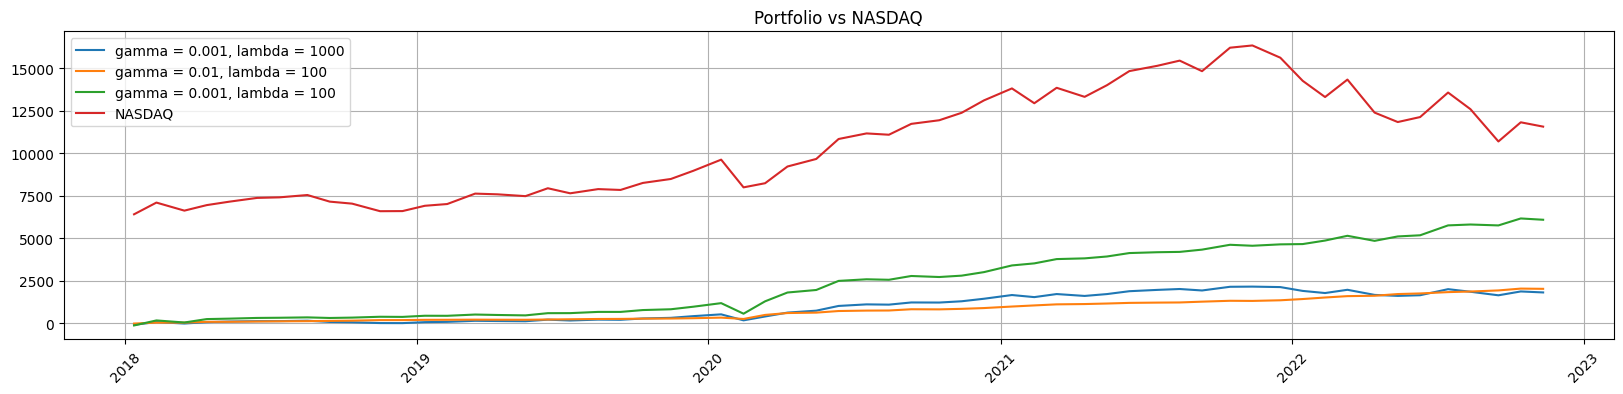 Portfolio vs NASDAQ
gamma = 0.001, lambda = 1000
gamma = 0.01, lambda = 100
gamma = 0.001, lambda = 100
NASDAQ
15000
12500
10000
7500
5000
2500
0
2018
2019
2020
2021
2022
2023